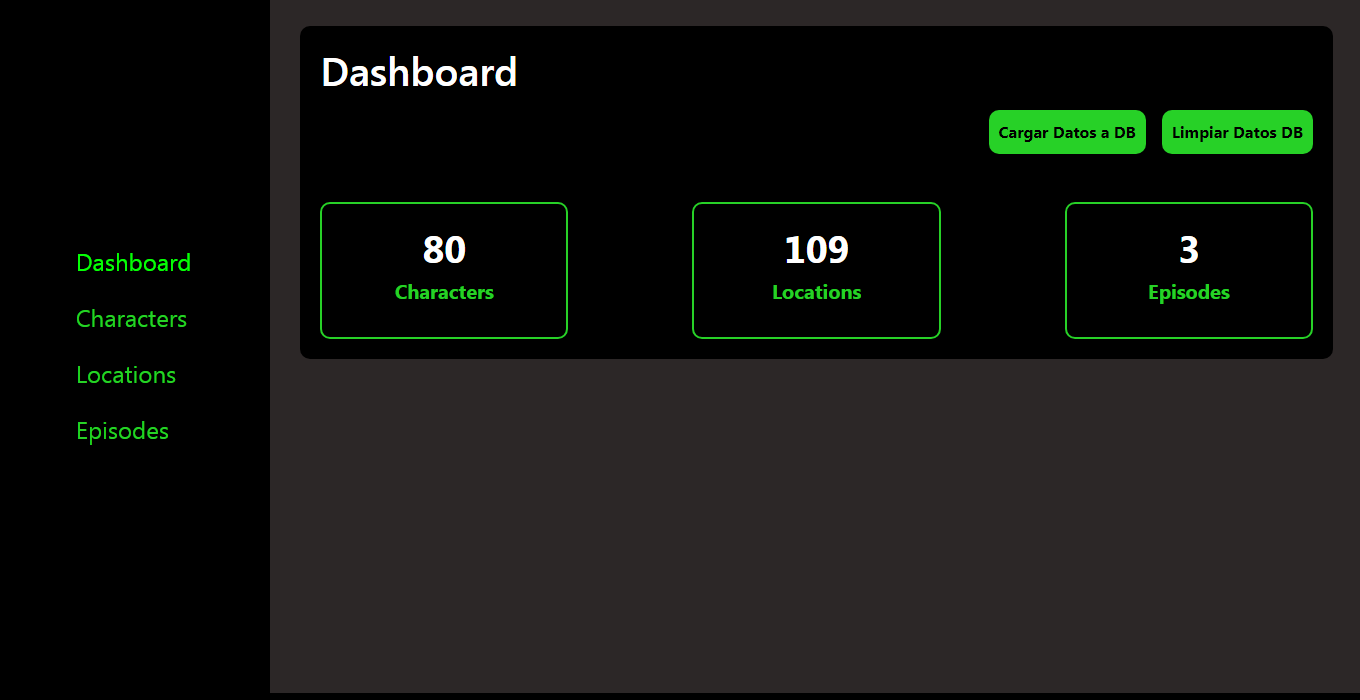 Dashboard
Characters
Locations
Episodes
Dashboard
Cargar Datos a DB
Limpiar Datos DB
80
Characters
109
Locations
3
Episodes